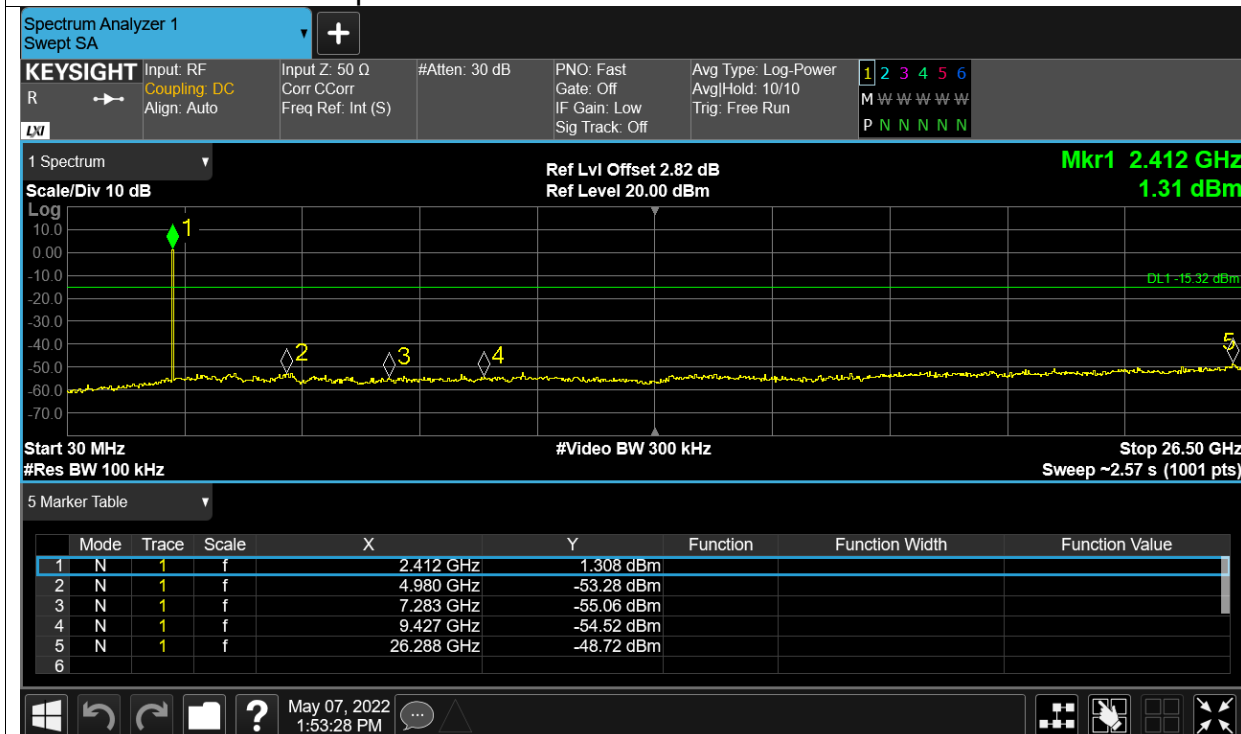 Spectrum Analyzer 1
Swept SA
+
KEYSIGHT Input: RF Input Z: 50 Ω #Atten: 30 dB PNO: Fast Avg Type: Log-Power 1 2 3 4 5 6
R Coupling: DC Corr CCorr Gate: Off Avg|Hold: 10/10 M W W W W W
Align: Auto Freq Ref: Int (S) IF Gain: Low Trig: Free Run
LXI Sig Track: Off P N N N N N
1 Spectrum Ref Lvl Offset 2.82 dB Mkr1 2.412 GHz
Scale/Div 10 dB Ref Level 20.00 dBm 1.31 dBm
Log
10.0 1
0.00
-10.0 DL1 -15.32 dBm
-20.0
-30.0
-40.0 2 3 4 5
-50.0
-60.0
-70.0
Start 30 MHz #Video BW 300 kHz Stop 26.50 GHz
#Res BW 100 kHz Sweep ~2.57 s (1001 pts)
5 Marker Table
Mode Trace Scale X Y Function Function Width Function Value
1 N 1 f 2.412 GHz 1.308 dBm
2 N 1 f 4.980 GHz -53.28 dBm
3 N 1 f 7.283 GHz -55.06 dBm
4 N 1 f 9.427 GHz -54.52 dBm
5 N 1 f 26.288 GHz -48.72 dBm
6
? May 07, 2022
1:53:28 PM